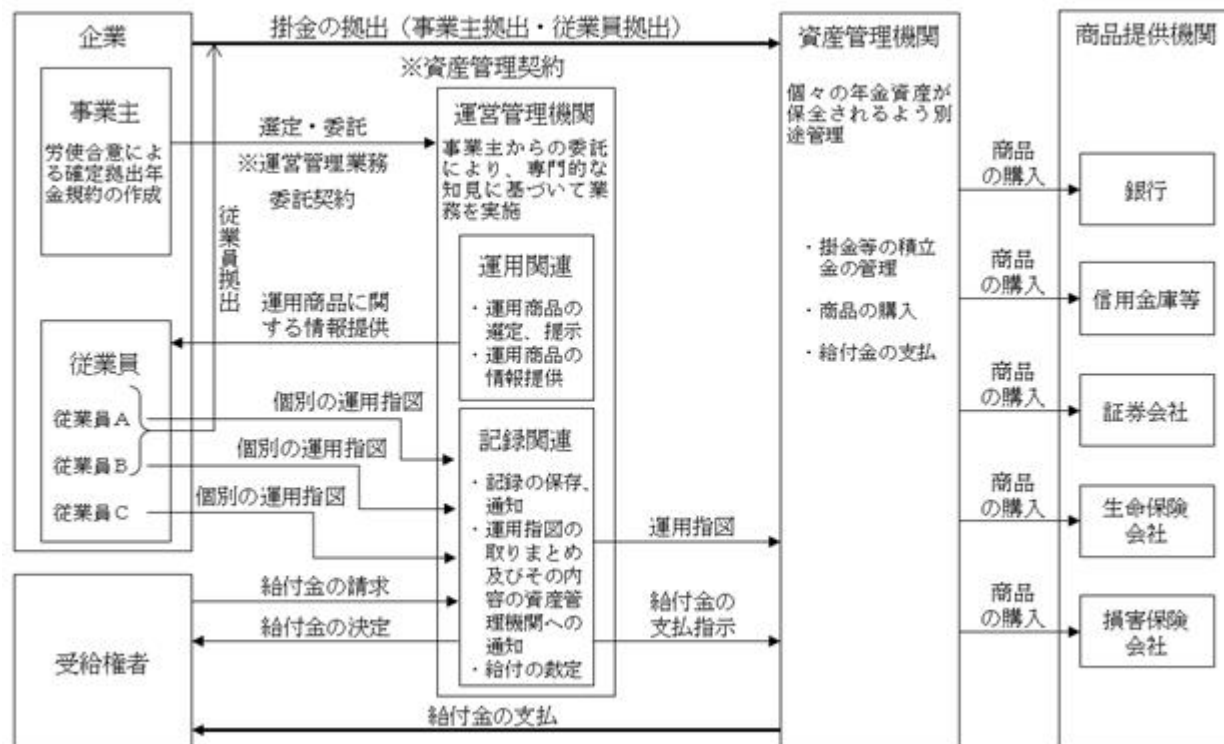 企業
事業主
労使合意によ
る確定拠出年
金規約の作成
掛金の拠出（事業主拠出・従業員拠出）
※資産管理契約
選定・委託
※運営管理業務
委託契約
従業員拠出
運営管理機関
事業主からの委託
により、専門的な
知見に基づいて業
務を実施
運用関連
・運用商品の
選定、提示
・運用商品の
情報提供
運用商品に関
する情報提供
従業員
従業員A
従業員B
従業員C
個別の運用指図
個別の運用指図
個別の運用指図
記録関連
・記録の保存、
通知
・運用指図の
取りまとめ
及びその内
容の資産管
理機関への
通知
・給付の裁定
運用指図
給付金の
支払指示
受給権者
給付金の請求
給付金の決定
給付金の支払
資産管理機関
個々の年金資産が
保全されるよう別
途管理
・掛金等の積立
金の管理
・商品の購入
・給付金の支払
商品
の購入
商品
の購入
商品
の購入
商品
の購入
商品
の購入
商品提供機関
銀行
信用金庫等
証券会社
生命保険
会社
損害保険
会社